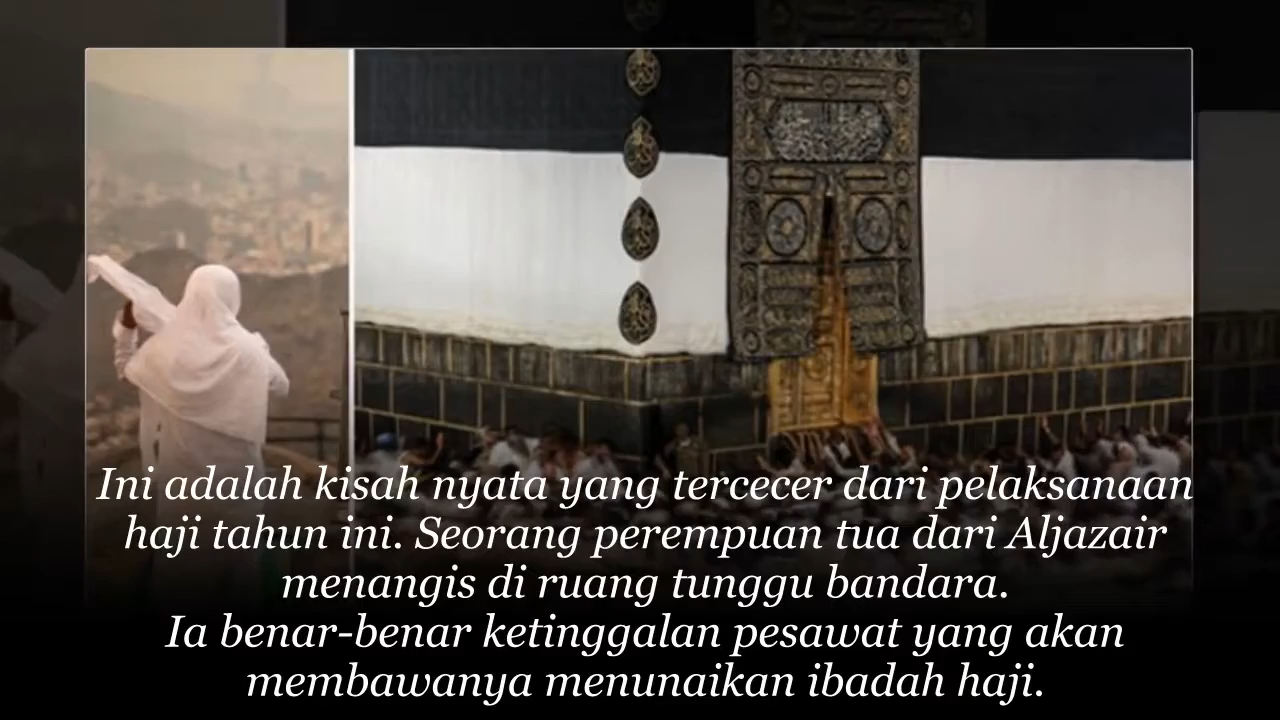 Ini adalah kisah nyata yang tercecer dari pelaksanaan
haji tahun ini. Seorang perempuan tua dari Aljazair
menangis di ruang tunggu bandara.
Ia benar-benar ketinggalan pesawat yang akan
membawanya menunaikan ibadah haji.